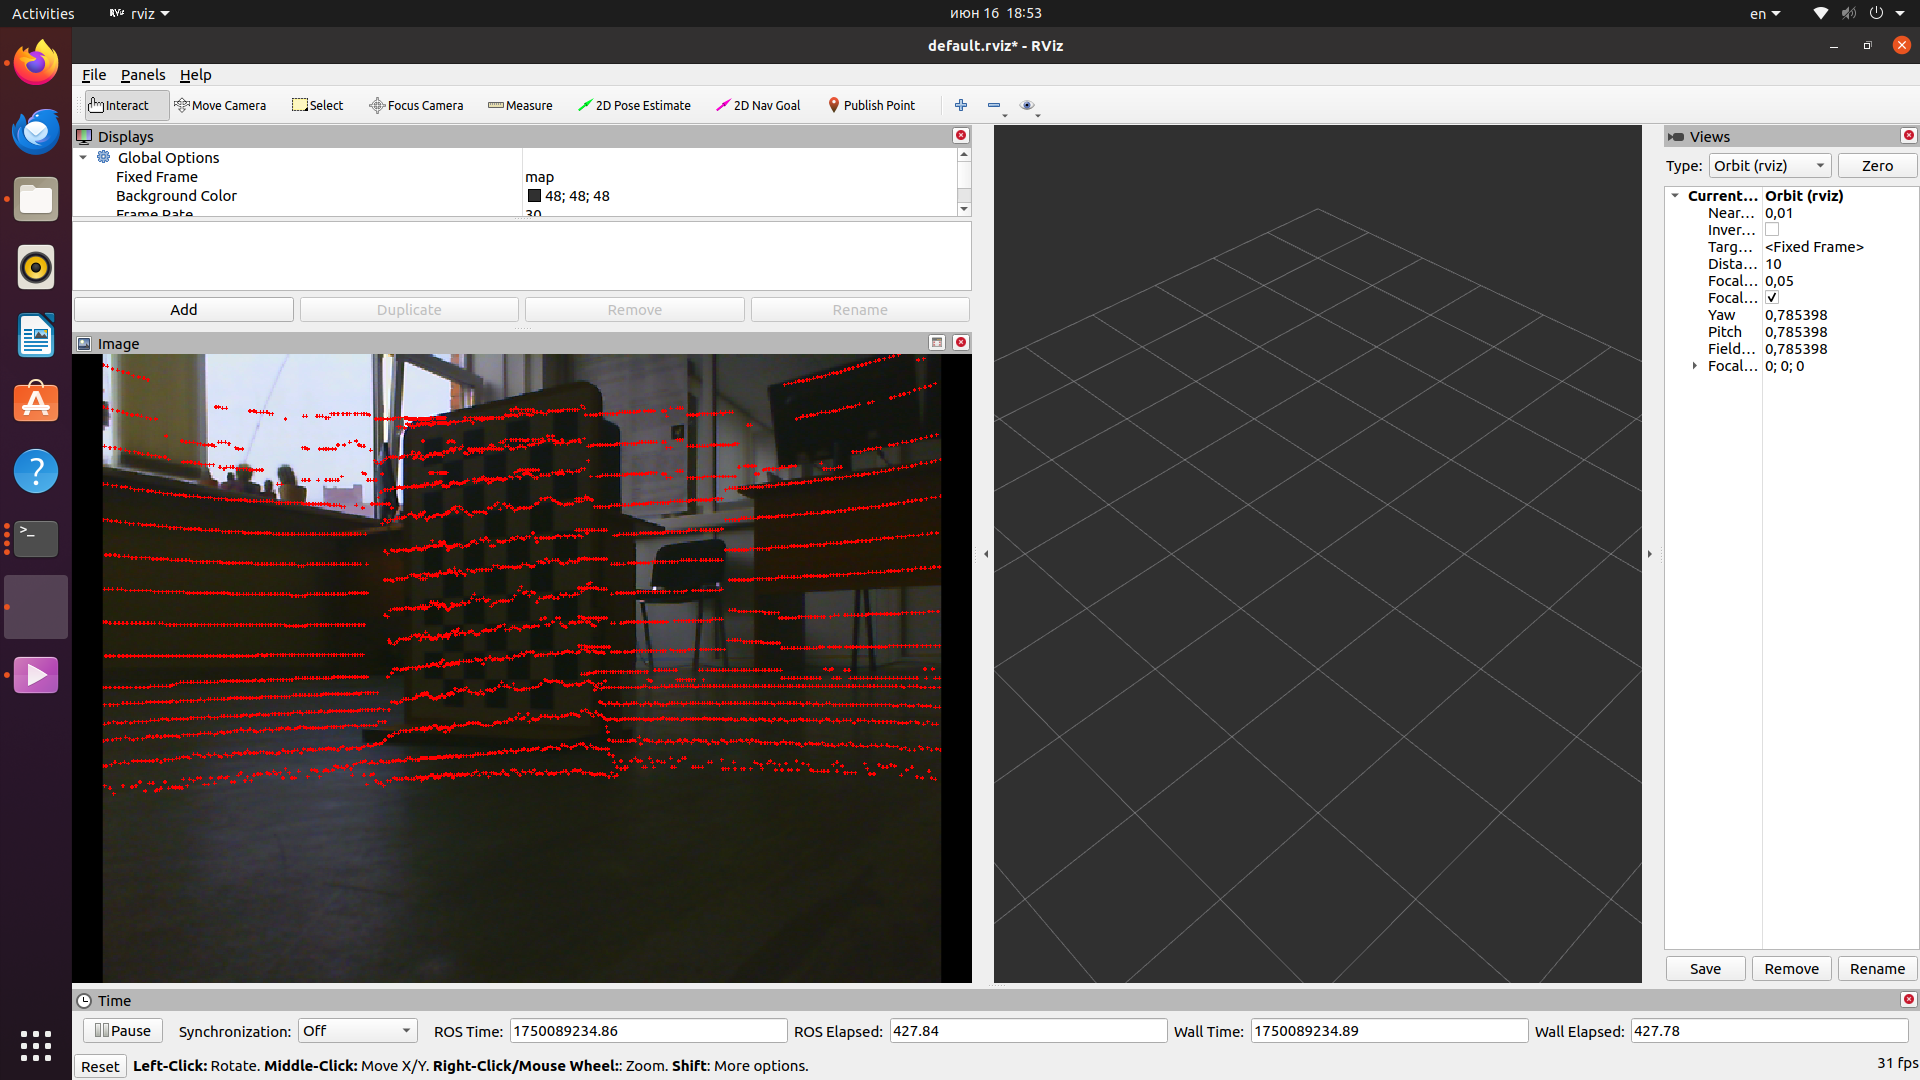 Activities
rviz
июн 16 18:53
en
default.rviz* - RViz
File Panels Help
Interact Move Camera Select Focus Camera Measure 2D Pose Estimate 2D Nav Goal Publish Point
Displays
Global Options
Fixed Frame map
Background Color 48; 48; 48
Frame Rate 30
Add Duplicate Remove Rename
Image
Views
Type: Orbit (rviz) Zero
Current... Orbit (rviz)
Near... 0,01
Inver...
Targ... <Fixed Frame>
Dista... 10
Focal... 0,05
Focal...
Yaw 0,785398
Pitch 0,785398
Field... 0,785398
Focal... 0; 0; 0
Save Remove Rename
Time
Pause Synchronization: Off ROS Time: 1750089234.86 ROS Elapsed: 427.84 Wall Time: 1750089234.89 Wall Elapsed: 427.78
Reset Left-Click: Rotate. Middle-Click: Move X/Y. Right-Click/Mouse Wheel:: Zoom. Shift: More options. 31 fps